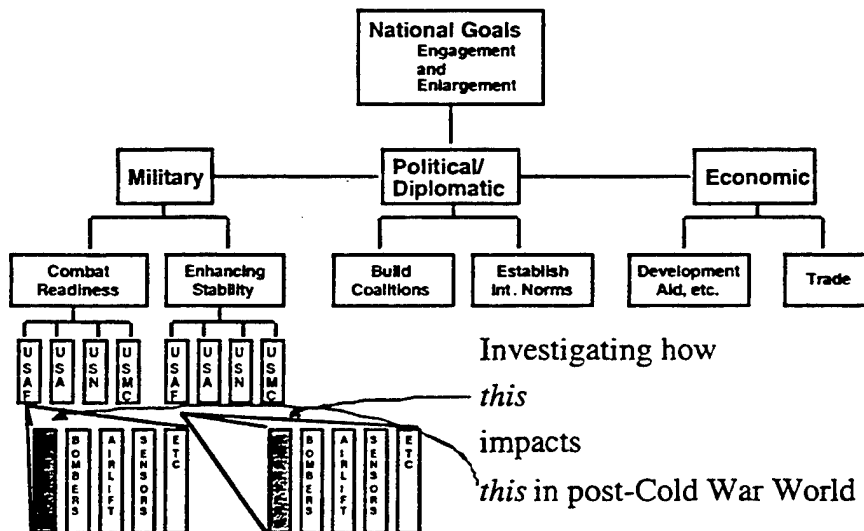 National Goals
Engagement
and
Enlargement
Military
Political/
Diplomatic
Economic
Combat
Readiness
Enhancing
Stability
Build
Coalitions
Establish
Int. Norms
Development
Aid, etc.
Trade
USAF
USA
USN
USMC
USAF
USA
USN
USMC
Investigating how
this
impacts
this in post-Cold War World
BOMBERS
AIRLIFT
SENSORS
ETC
BOMBERS
AIRLIFT
SENSORS
ETC